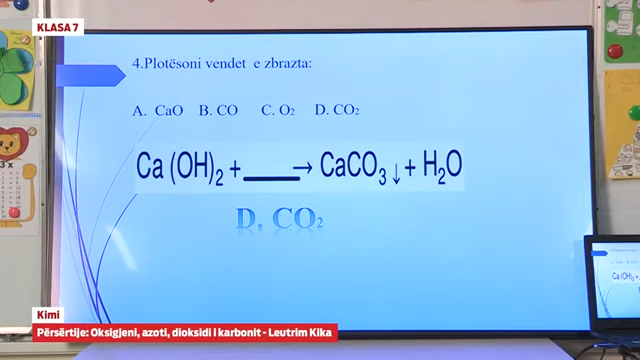 KLASA 7
4.Plotësoni vendet e zbrazta:
A. CaO B. CO C. O₂ D. CO₂
Ca (OH)₂ + ____→ CaCO₃↓ + H₂O
D. CO₂
Kimi
Përsërtije: Oksigjeni, azoti, dioksidi i karbonit - Leutrim Kika